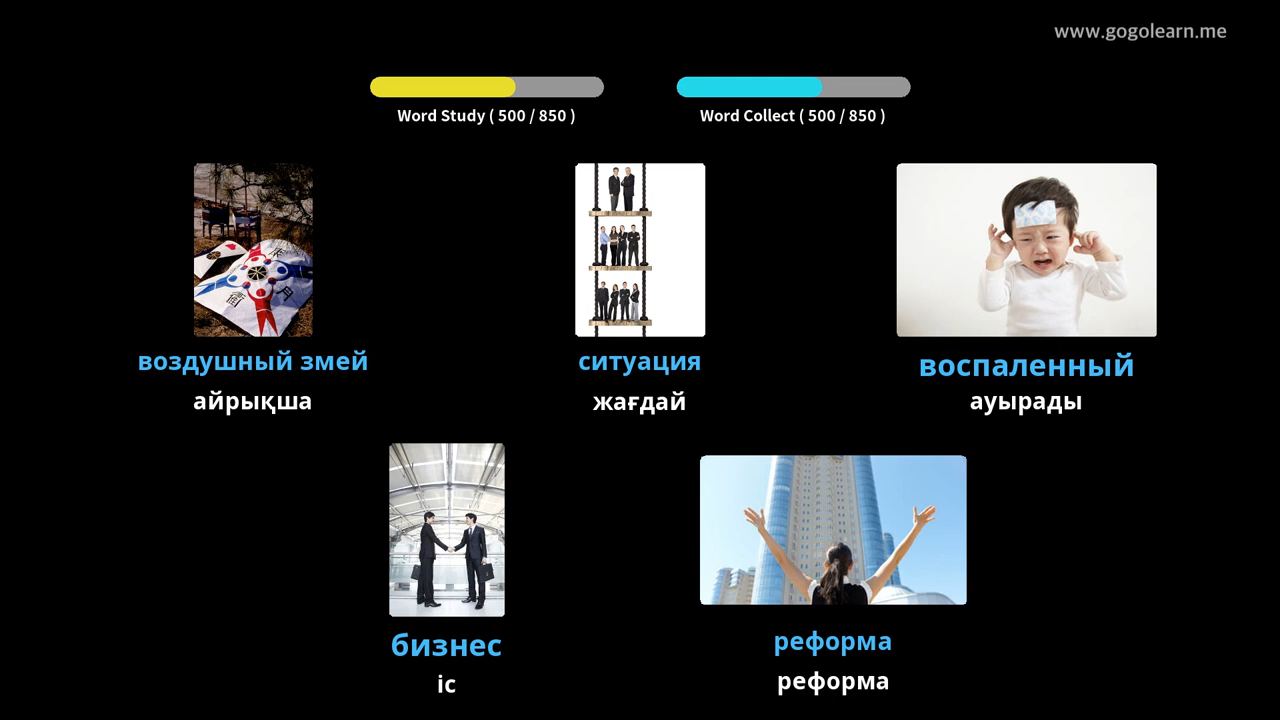 www.gogolearn.me
Word Study ( 500 / 850 )
Word Collect ( 500 / 850 )
воздушный змей
айрықша
ситуация
жағдай
воспаленный
ауырады
бизнес
іс
реформа
реформа